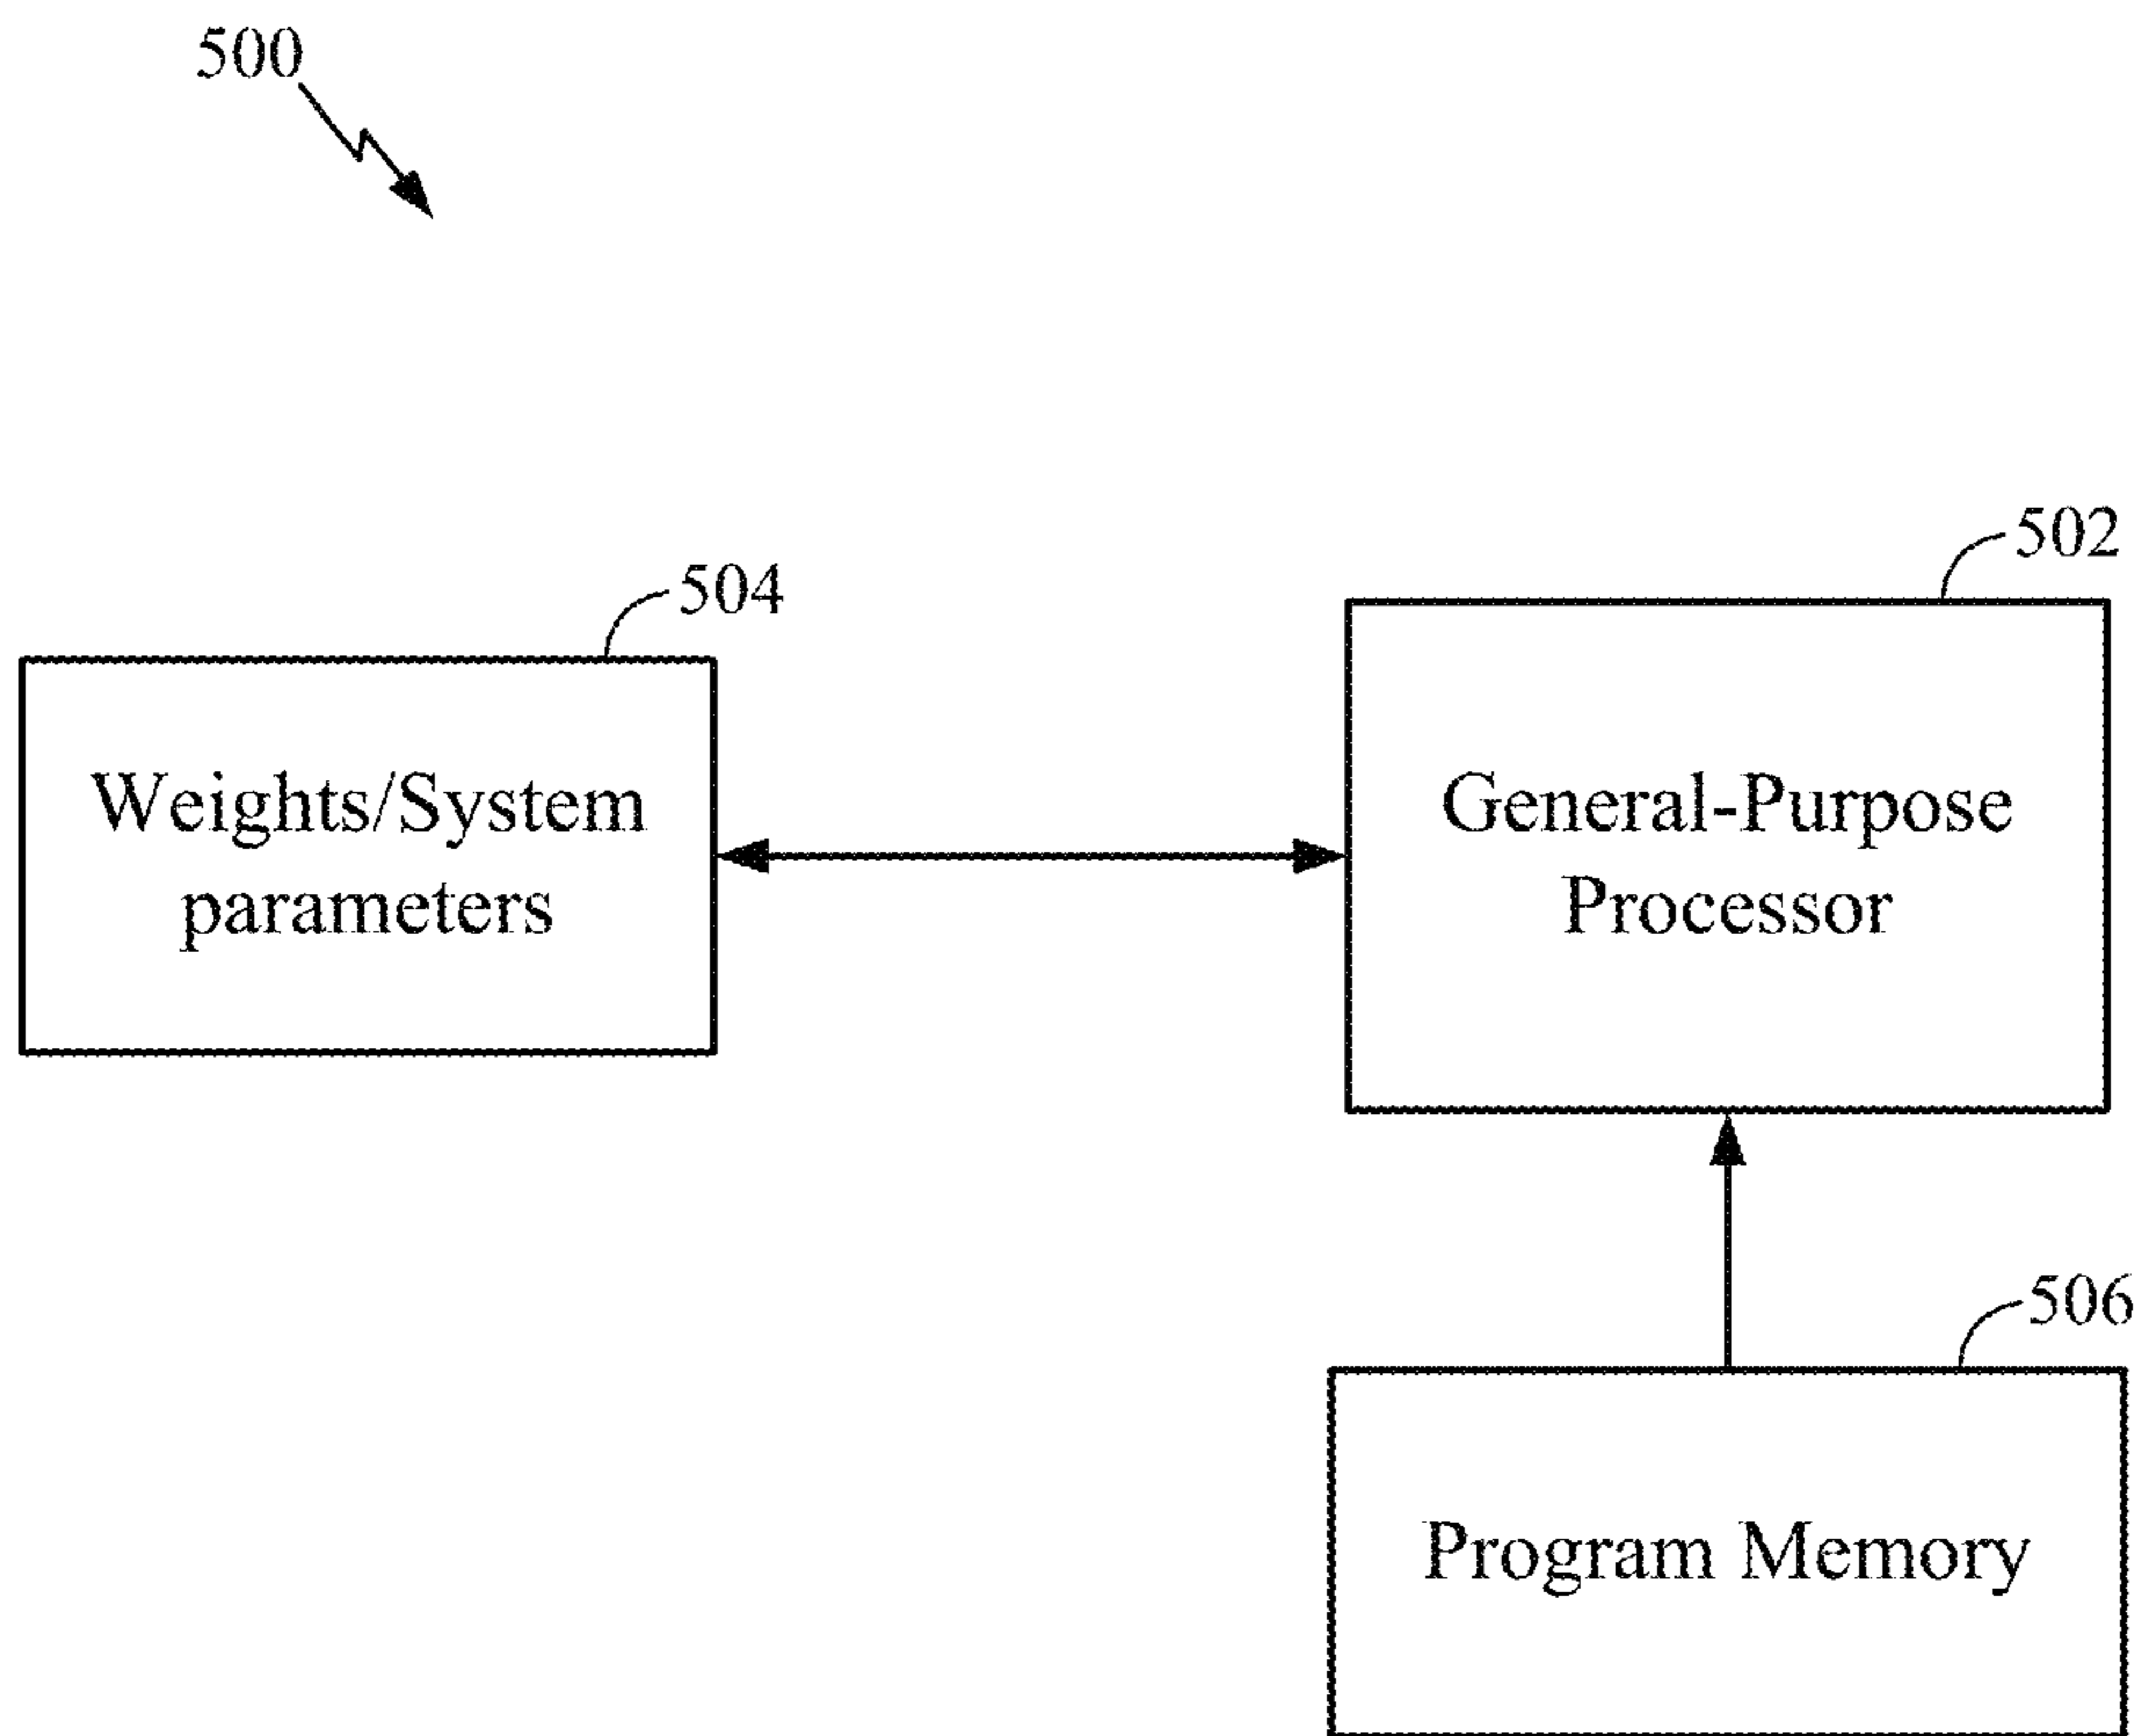 500
502
504
Weights/System
parameters
General-Purpose
Processor
506
Program Memory